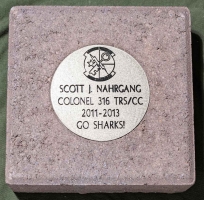 SCOTT J. NAHRGANG
COLONEL 316 TRS/CC
2011-2013
GO SHARKS!